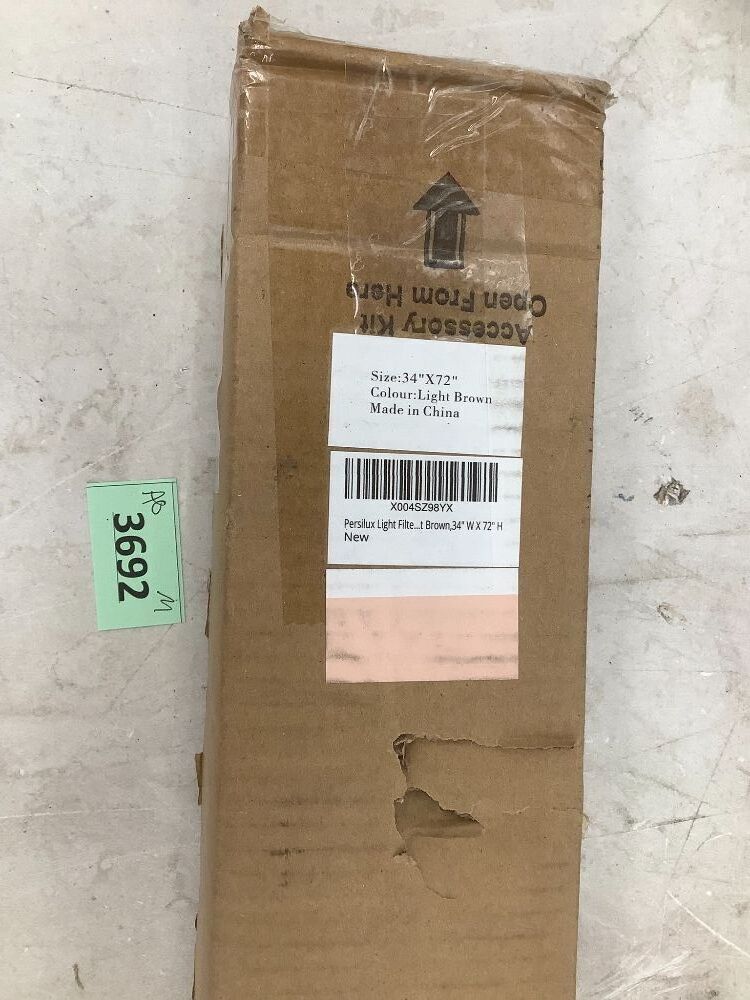 Accessory Kit
Open From Here
Size:34"X72"
Colour:Light Brown
Made in China
X004SZ98YX
Persilux Light Filte...t Brown,34" W X 72" H
New
3692